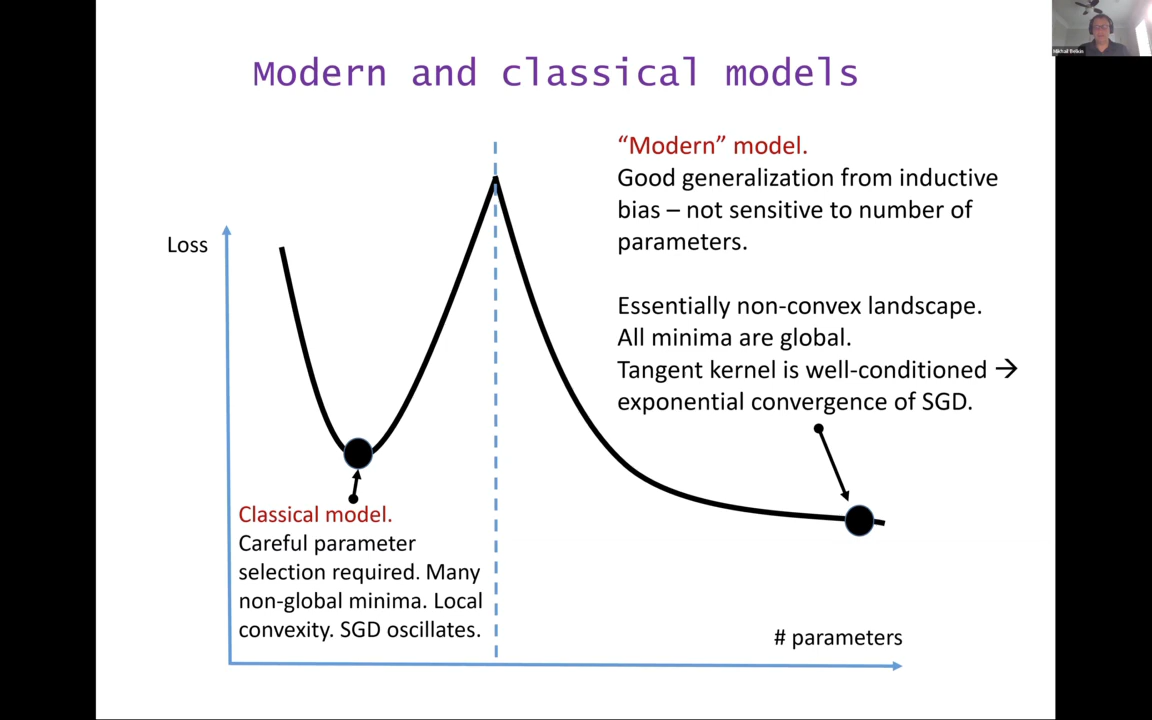 Modern and classical models
"Modern" model.
Good generalization from inductive
bias – not sensitive to number of
parameters.
Essentially non-convex landscape.
All minima are global.
Tangent kernel is well-conditioned →
exponential convergence of SGD.
Loss
Classical model.
Careful parameter
selection required. Many
non-global minima. Local
convexity. SGD oscillates.
# parameters
Mikhail Belkin